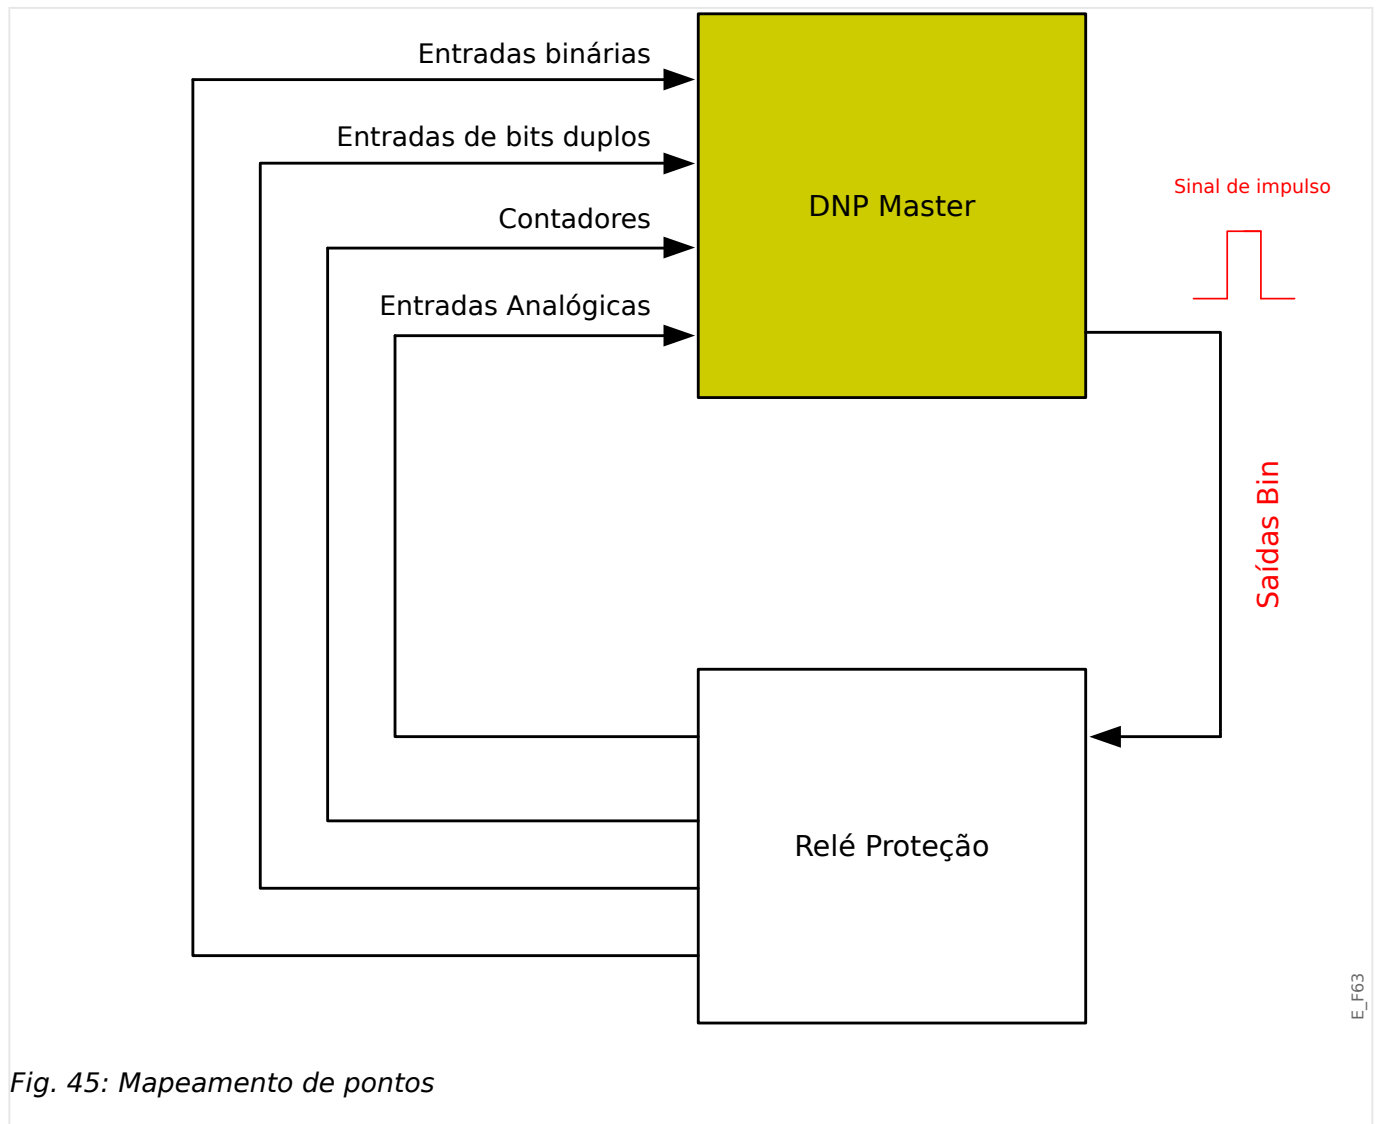 Entradas binárias
Entradas de bits duplos
Contadores
Entradas Analógicas
DNP Master
Sinal de impulso
Saídas Bin
Relé Proteção
E_F63
Fig. 45: Mapeamento de pontos